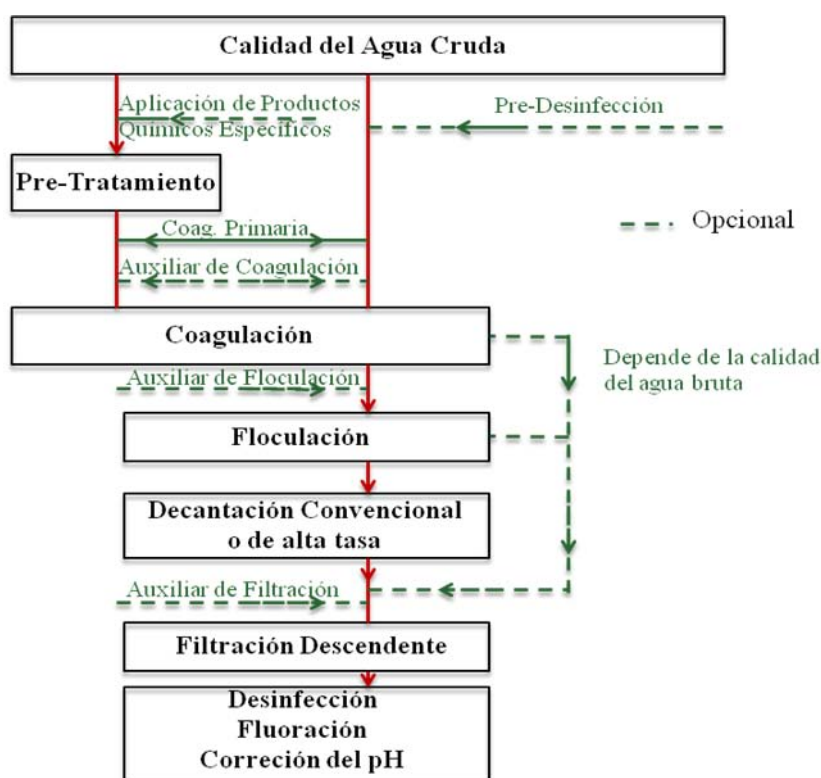 Calidad del Agua Cruda
Aplicación de Productos
Químicos Específicos
Pre-Desinfección
Pre-Tratamiento
Coag. Primaria
Opcional
Auxiliar de Coagulación
Coagulación
Depende de la calidad
del agua bruta
Auxiliar de Floculación
Floculación
Decantación Convencional
o de alta tasa
Auxiliar de Filtración
Filtración Descendente
Desinfección
Fluoración
Correción del pH